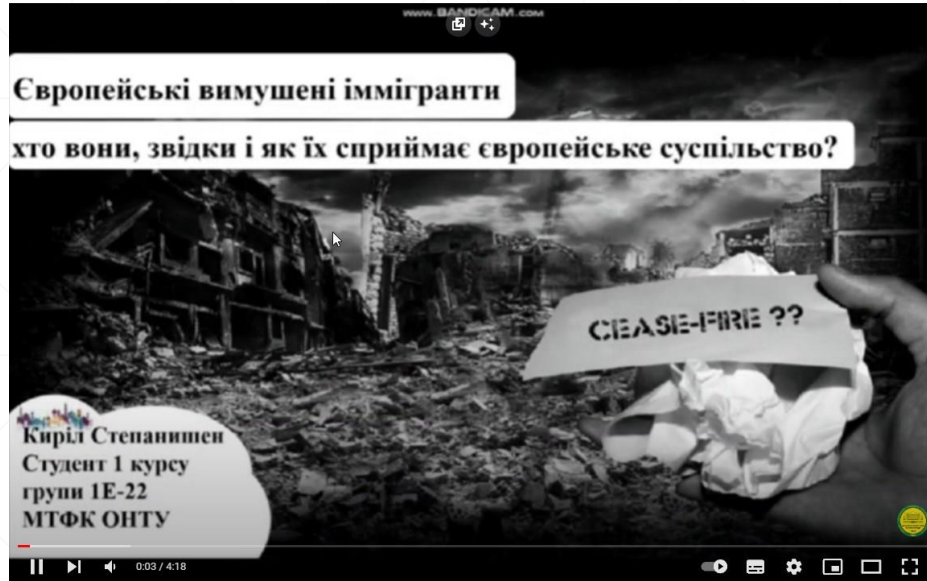 www.BANDICAM.com
Європейські вимушені іммігранти
хто вони, звідки і як їх сприймає європейське суспільство?
CEASE-FIRE ??
Киріл Степанишен
Студент 1 курсу
групи 1Е-22
МТФК ОНТУ
0:03 / 4:18